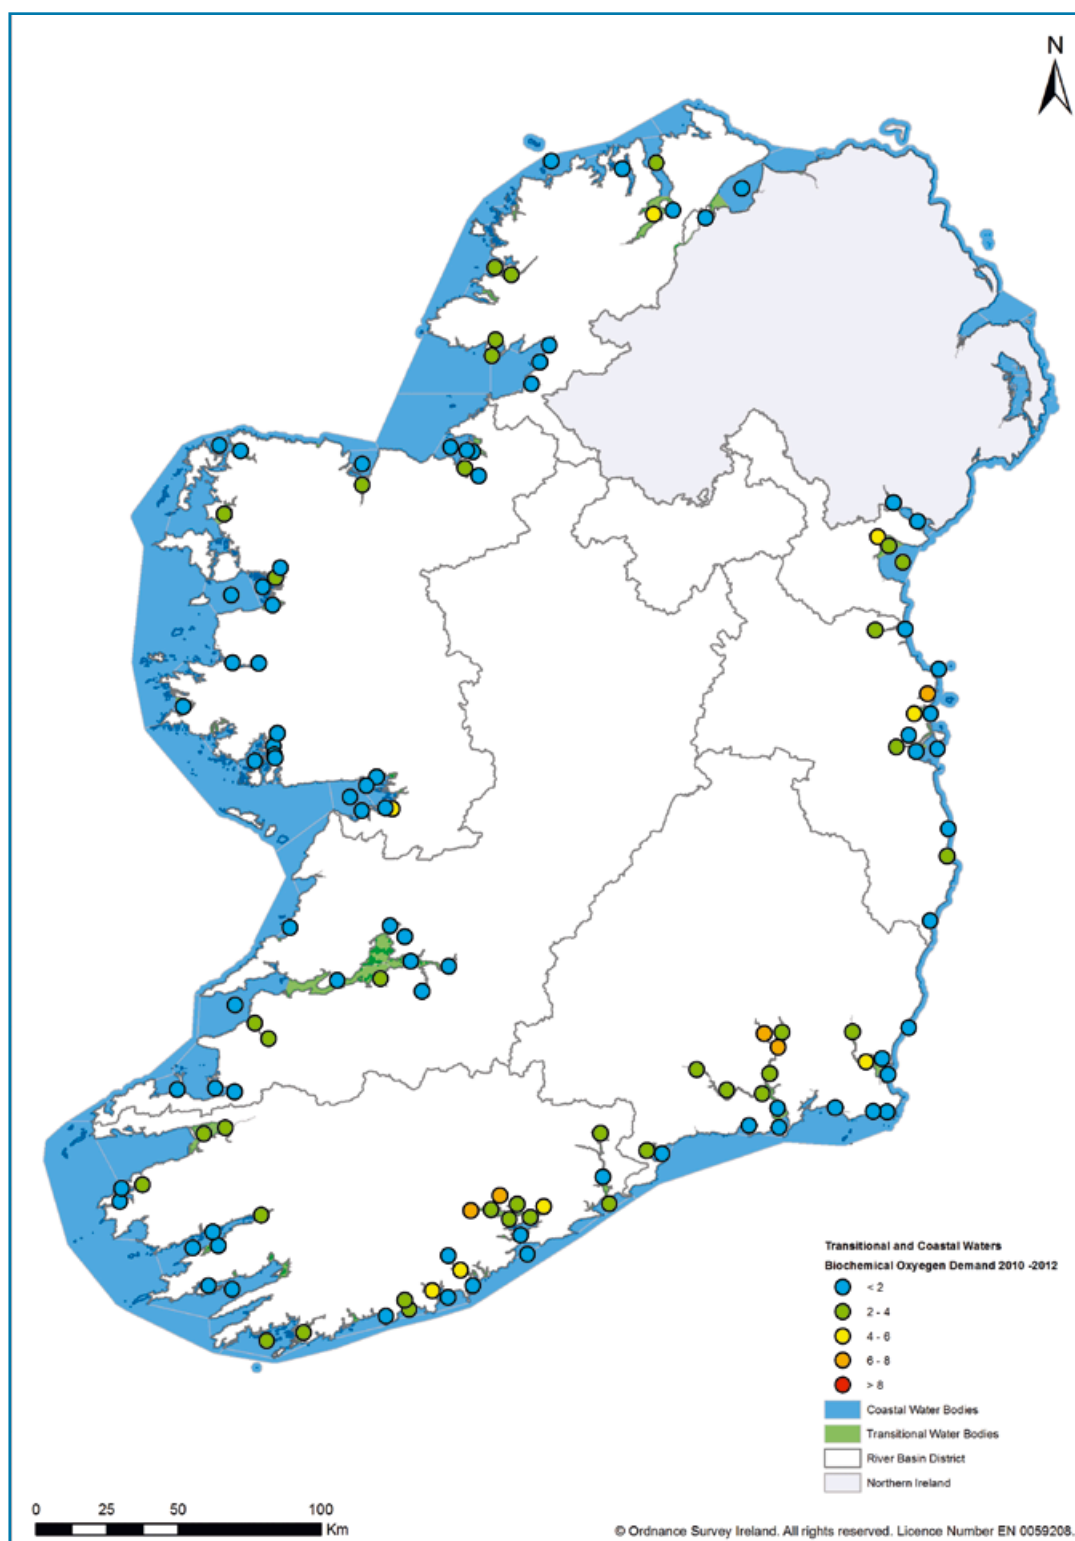 N
Transitional and Coastal Waters
Biochemical Oxyegen Demand 2010 -2012
< 2
2 - 4
4 - 6
6 - 8
> 8
Coastal Water Bodies
Transitional Water Bodies
River Basin District
Northern Ireland
0 25 50 100
Km
© Ordnance Survey Ireland. All rights reserved. Licence Number EN 0059208.